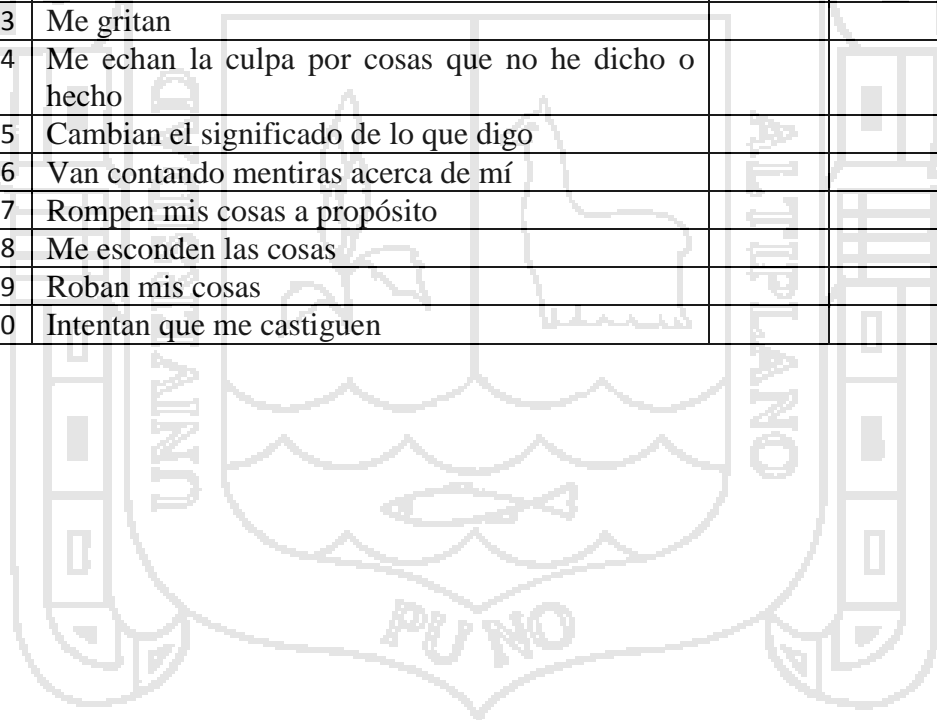 3 Me gritan
4 Me echan la culpa por cosas que no he dicho o
hecho
5 Cambian el significado de lo que digo
6 Van contando mentiras acerca de mí
7 Rompen mis cosas a propósito
8 Me esconden las cosas
9 Roban mis cosas
0 Intentan que me castiguen
UNIVERSIDAD
ALTIPLANO
PUNO